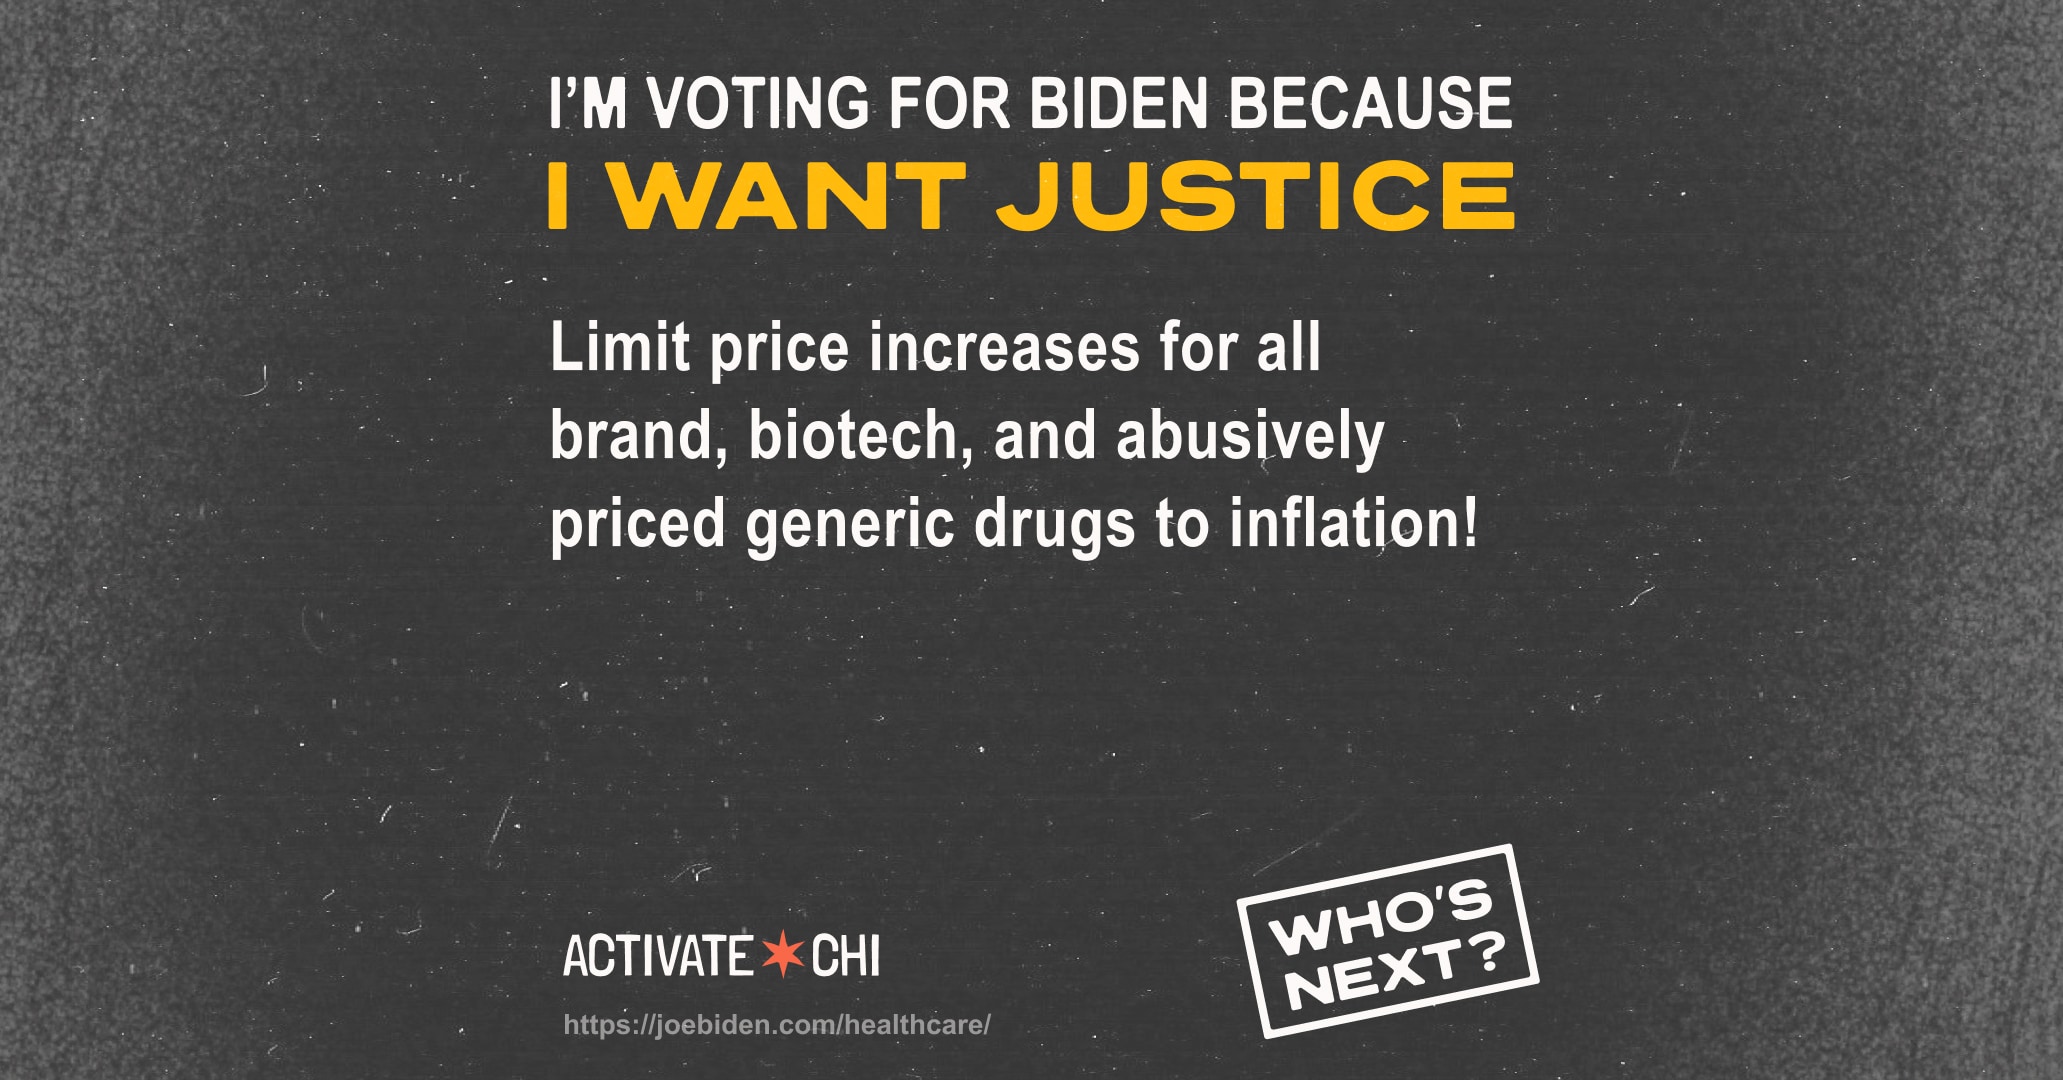 I’M VOTING FOR BIDEN BECAUSE
I WANT JUSTICE
Limit price increases for all
brand, biotech, and abusively
priced generic drugs to inflation!
ACTIVATE CHI
https://joebiden.com/healthcare/
WHO'S
NEXT?